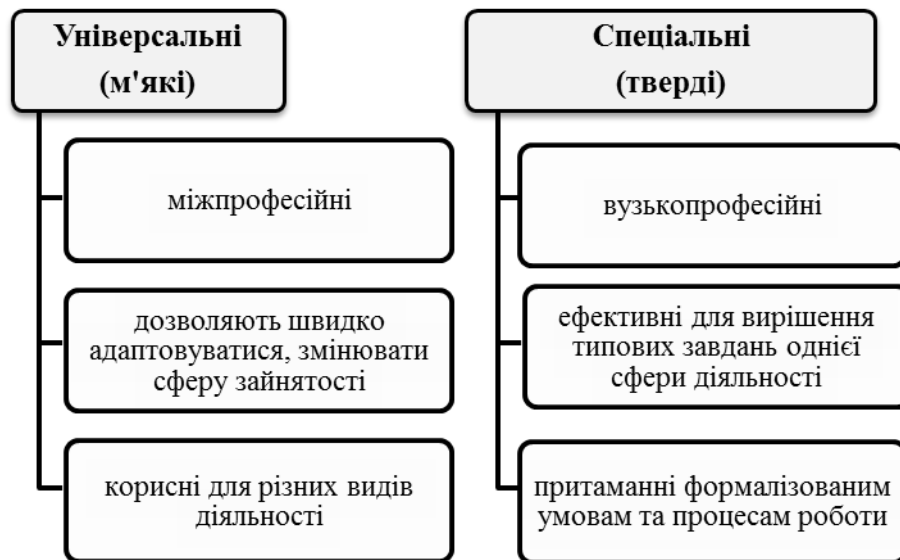 Універсальні
(м'які)
міжпрофесійні
дозволяють швидко
адаптовуватися, змінювати
сферу зайнятості
корисні для різних видів
діяльності
Спеціальні
(тверді)
вузькопрофесійні
ефективні для вирішення
типових завдань однієї
сфери діяльності
притаманні формалізованим
умовам та процесам роботи